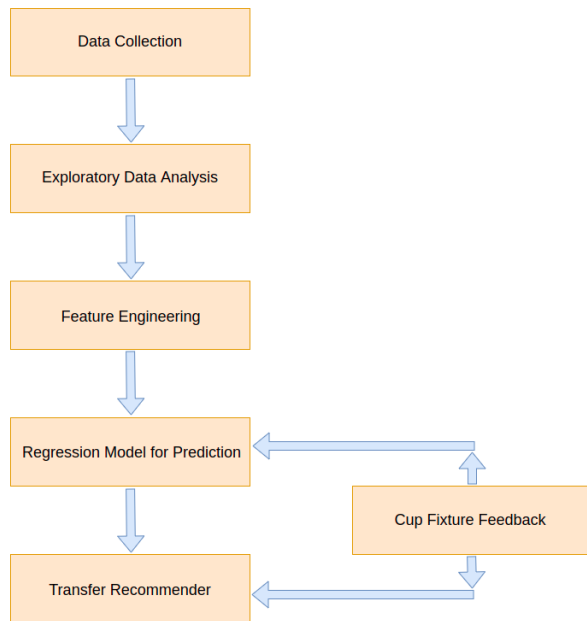 Data Collection
Exploratory Data Analysis
Feature Engineering
Regression Model for Prediction
Cup Fixture Feedback
Transfer Recommender